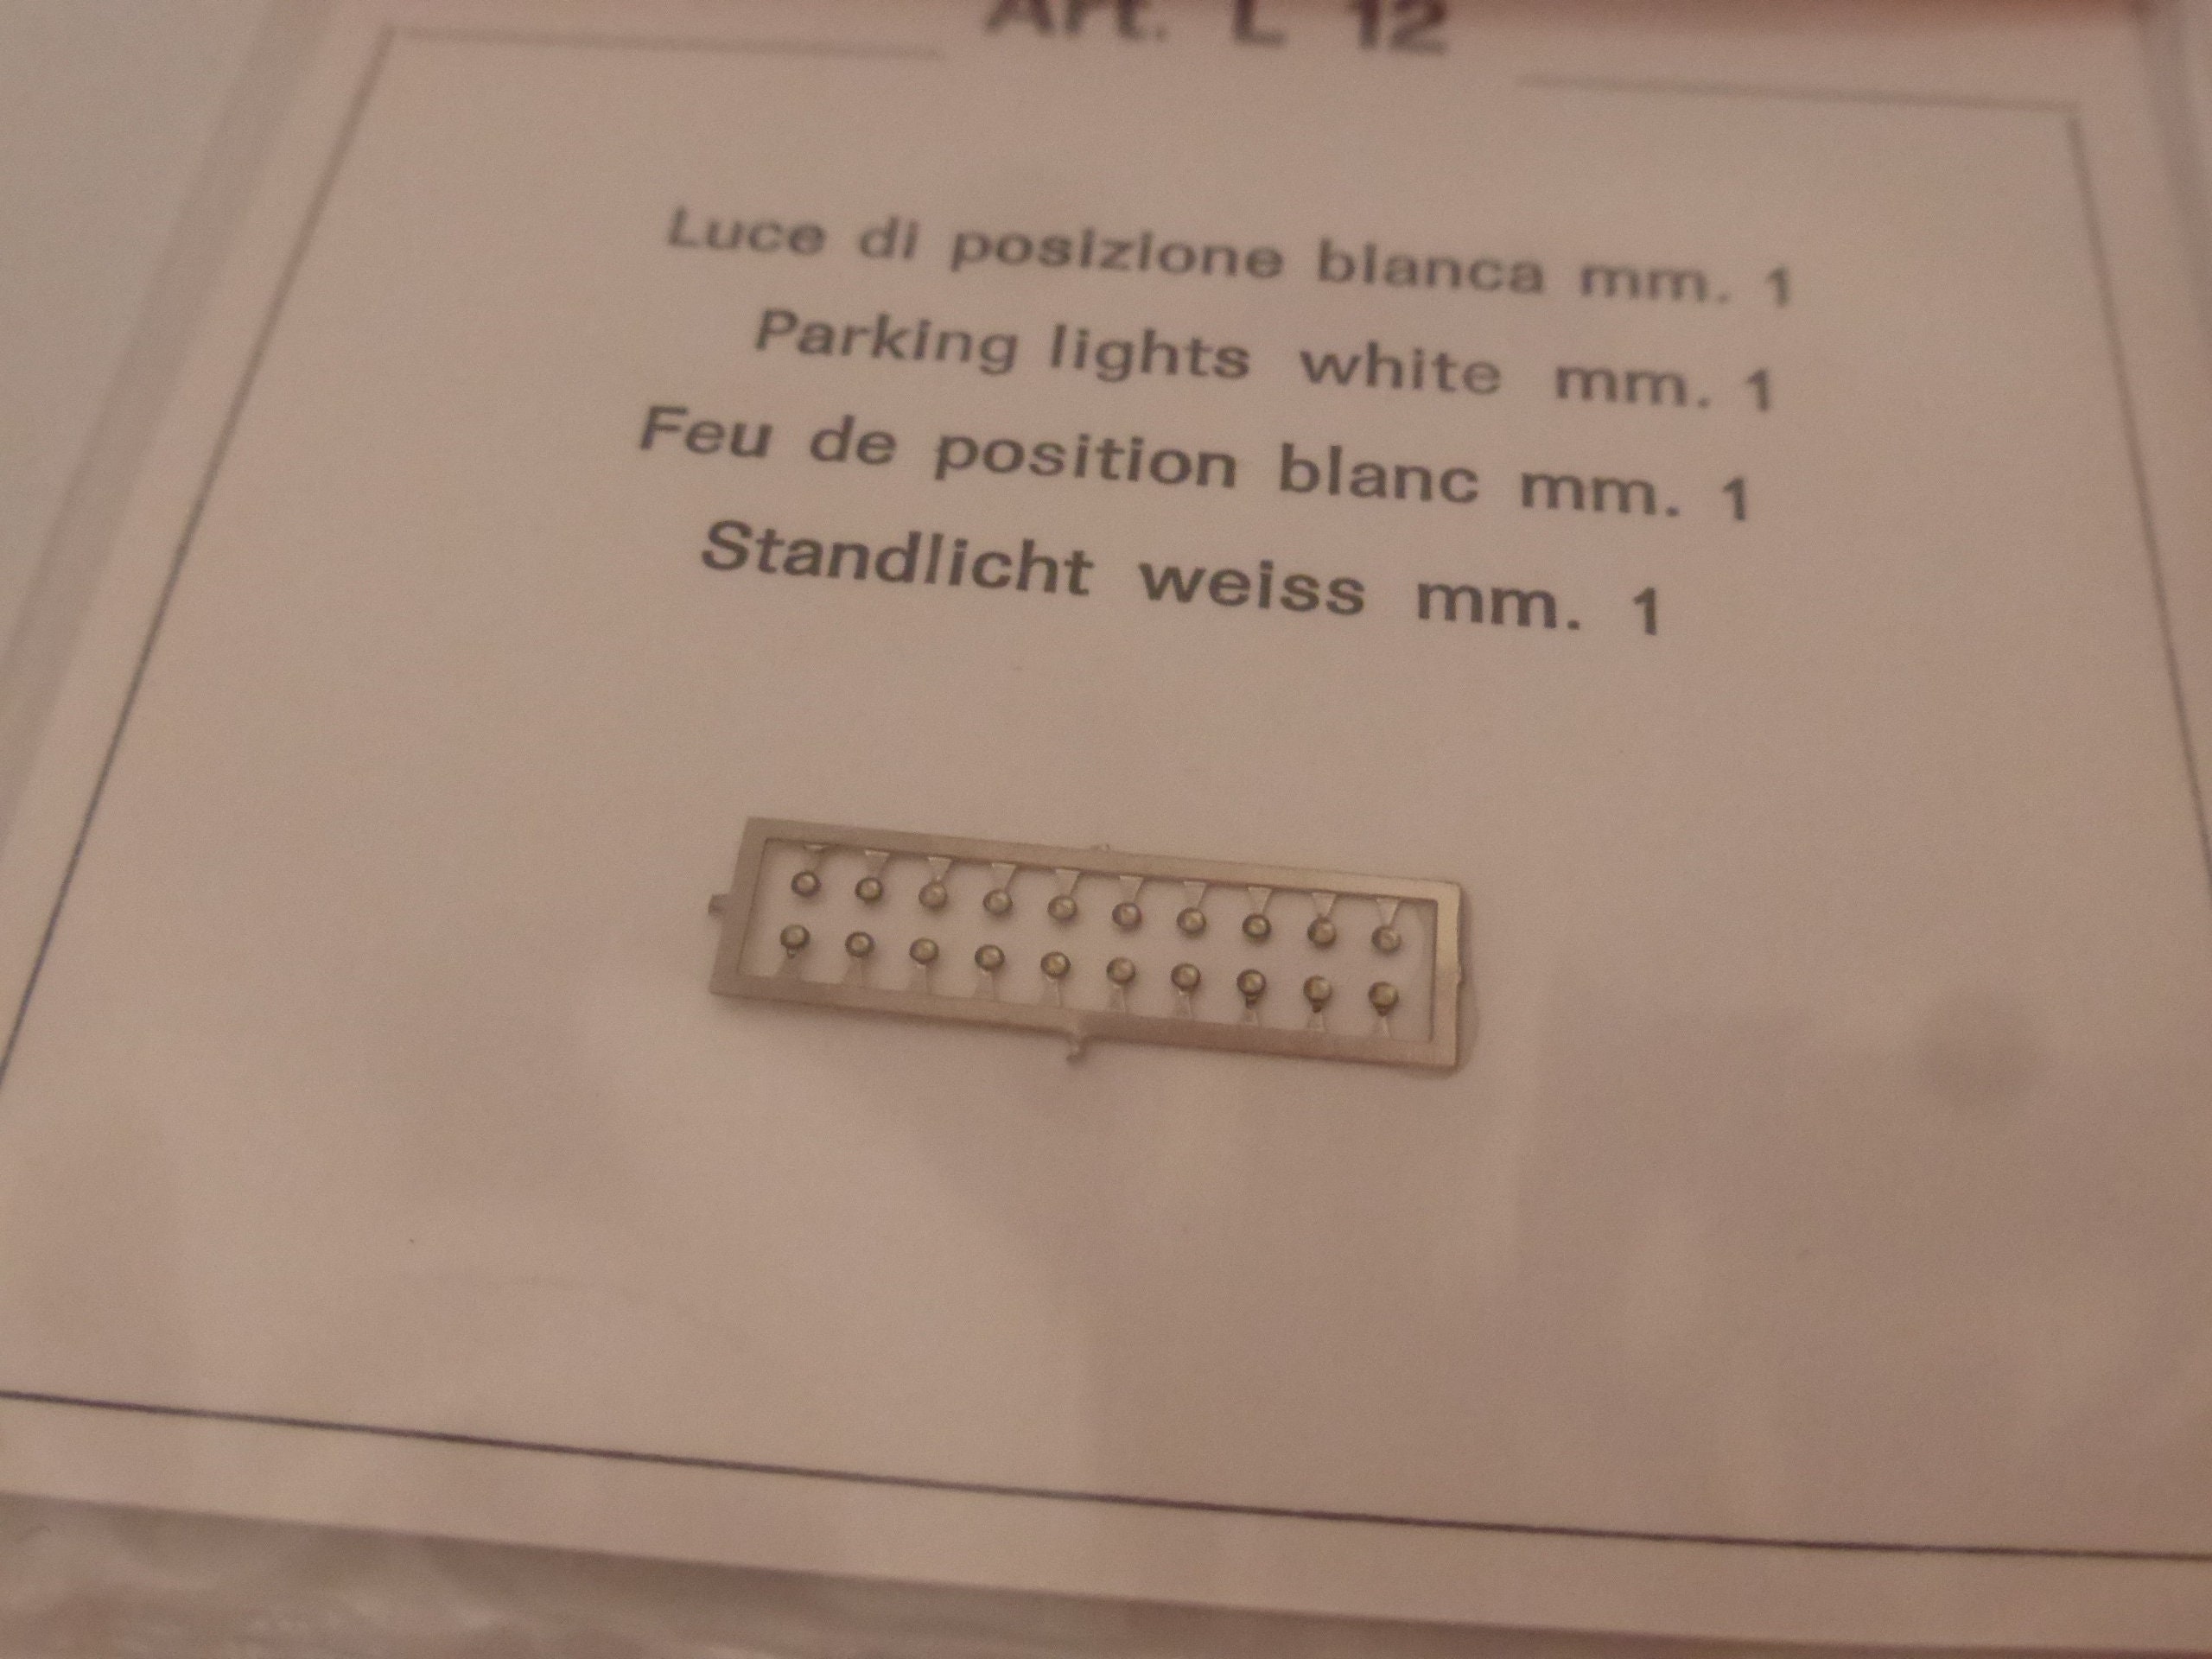 Art. L 12
Luce di posizione bianca mm. 1
Parking lights white mm. 1
Feu de position blanc mm. 1
Standlicht weiss mm. 1